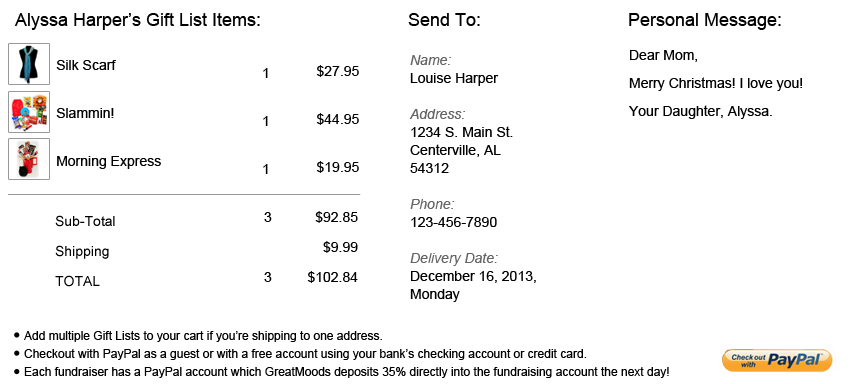 Alyssa Harper's Gift List Items:
Silk Scarf 1 $27.95
Slammin! 1 $44.95
Morning Express 1 $19.95
Sub-Total 3 $92.85
Shipping $9.99
TOTAL 3 $102.84
Send To:
Name:
Louise Harper
Address:
1234 S. Main St.
Centerville, AL
54312
Phone:
123-456-7890
Delivery Date:
December 16, 2013,
Monday
Personal Message:
Dear Mom,
Merry Christmas! I love you!
Your Daughter, Alyssa.
• Add multiple Gift Lists to your cart if you're shipping to one address.
• Checkout with PayPal as a guest or with a free account using your bank's checking account or credit card.
• Each fundraiser has a PayPal account which GreatMoods deposits 35% directly into the fundraising account the next day!
Check out
with PayPal